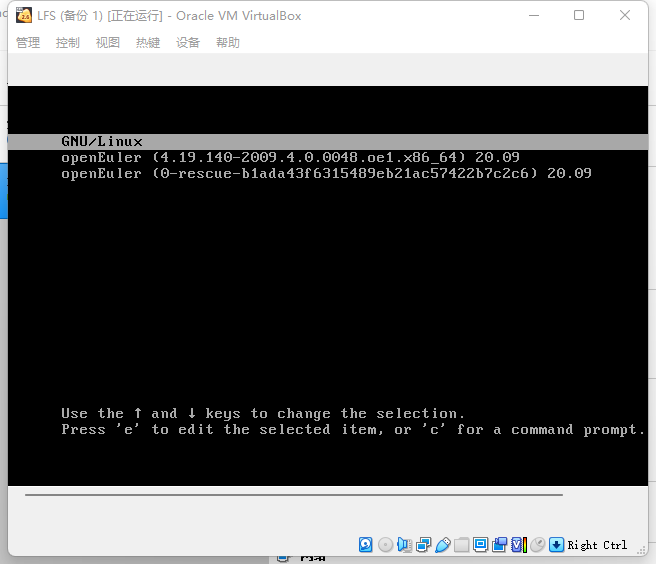 LFS (备份 1) [正在运行] - Oracle VM VirtualBox
管理 控制 视图 热键 设备 帮助
GNU/Linux
openEuler (4.19.140-2009.4.0.0048.oe1.x86_64) 20.09
openEuler (0-rescue-b1ada43f6315489eb21ac57422b7c2c6) 20.09
Use the ↑ and ↓ keys to change the selection.
Press 'e' to edit the selected item, or 'c' for a command prompt.
Right Ctrl
网络